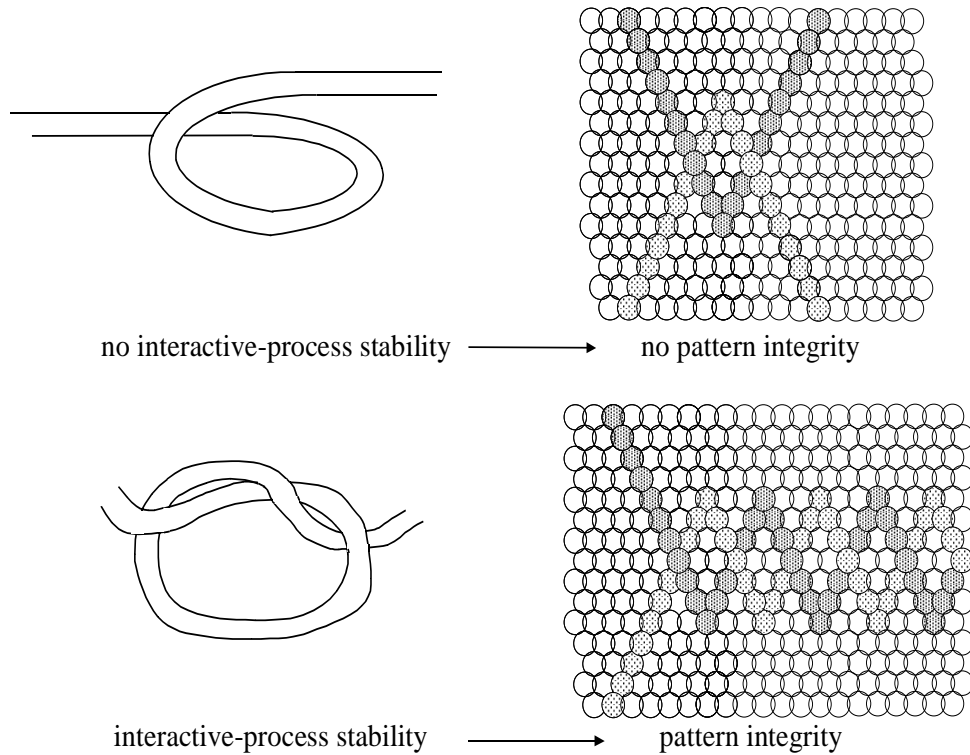 no interactive-process stability no pattern integrity
interactive-process stability pattern integrity